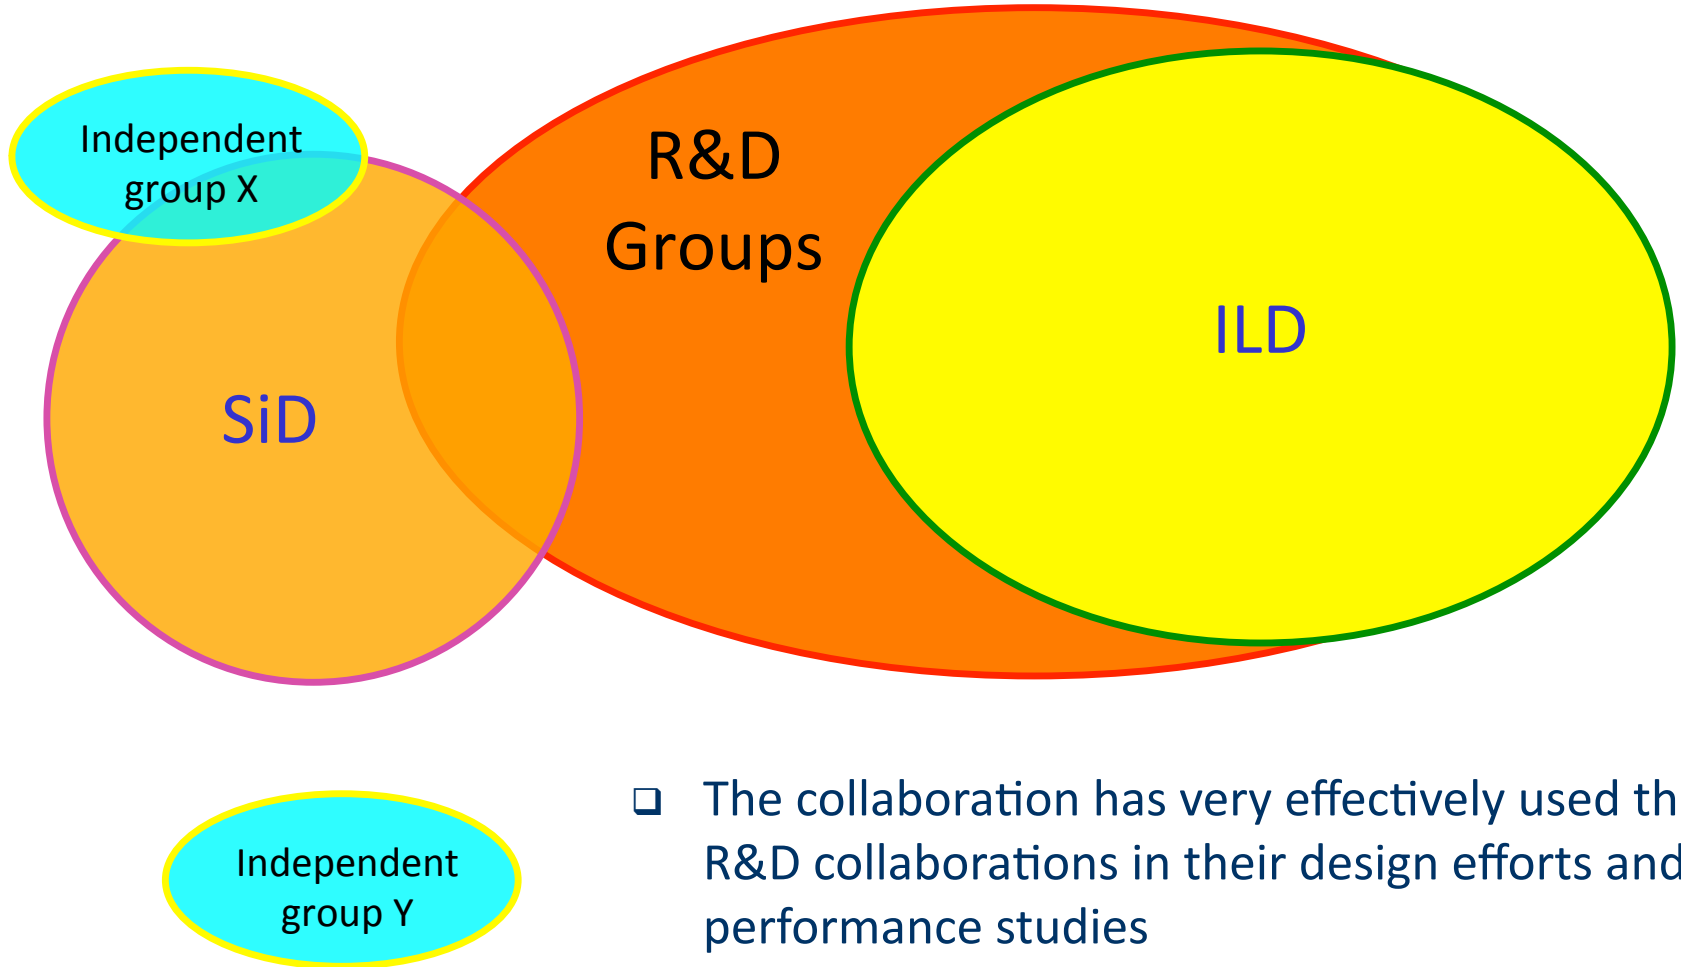 Independent
group X
R&D
Groups
ILD
SiD
Independent
group Y
❑ The collaboration has very effectively used th
R&D collaborations in their design efforts and
performance studies